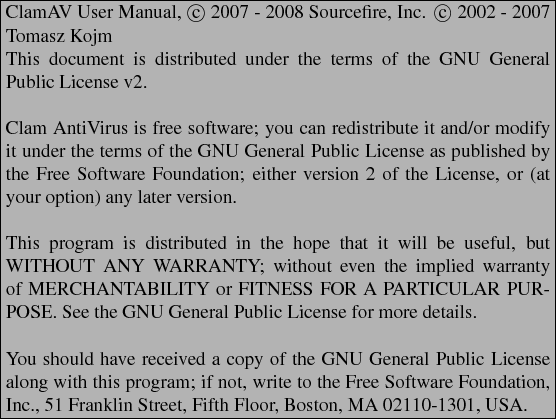 ClamAV User Manual, © 2007 - 2008 Sourcefire, Inc. © 2002 - 2007
Tomasz Kojm
This document is distributed under the terms of the GNU General
Public License v2.
Clam AntiVirus is free software; you can redistribute it and/or modify
it under the terms of the GNU General Public License as published by
the Free Software Foundation; either version 2 of the License, or (at
your option) any later version.
This program is distributed in the hope that it will be useful, but
WITHOUT ANY WARRANTY; without even the implied warranty
of MERCHANTABILITY or FITNESS FOR A PARTICULAR PUR-
POSE. See the GNU General Public License for more details.
You should have received a copy of the GNU General Public License
along with this program; if not, write to the Free Software Foundation,
Inc., 51 Franklin Street, Fifth Floor, Boston, MA 02110-1301, USA.